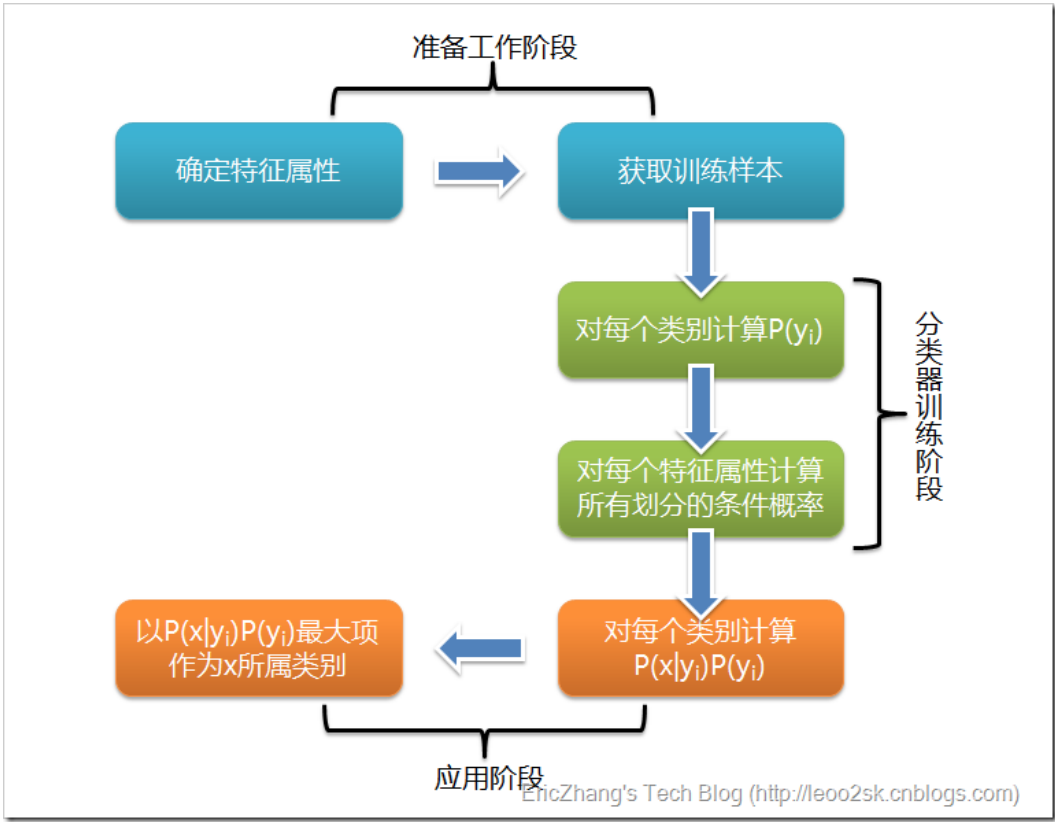 准备工作阶段
确定特征属性
获取训练样本
对每个类别计算P(yi)
分类器训练阶段
对每个特征属性计算
所有划分的条件概率
以P(x|yi)P(yi)最大项
作为x所属类别
对每个类别计算
P(x|yi)P(yi)
应用阶段
EricZhang's Tech Blog (http://leoo2sk.cnblogs.com)